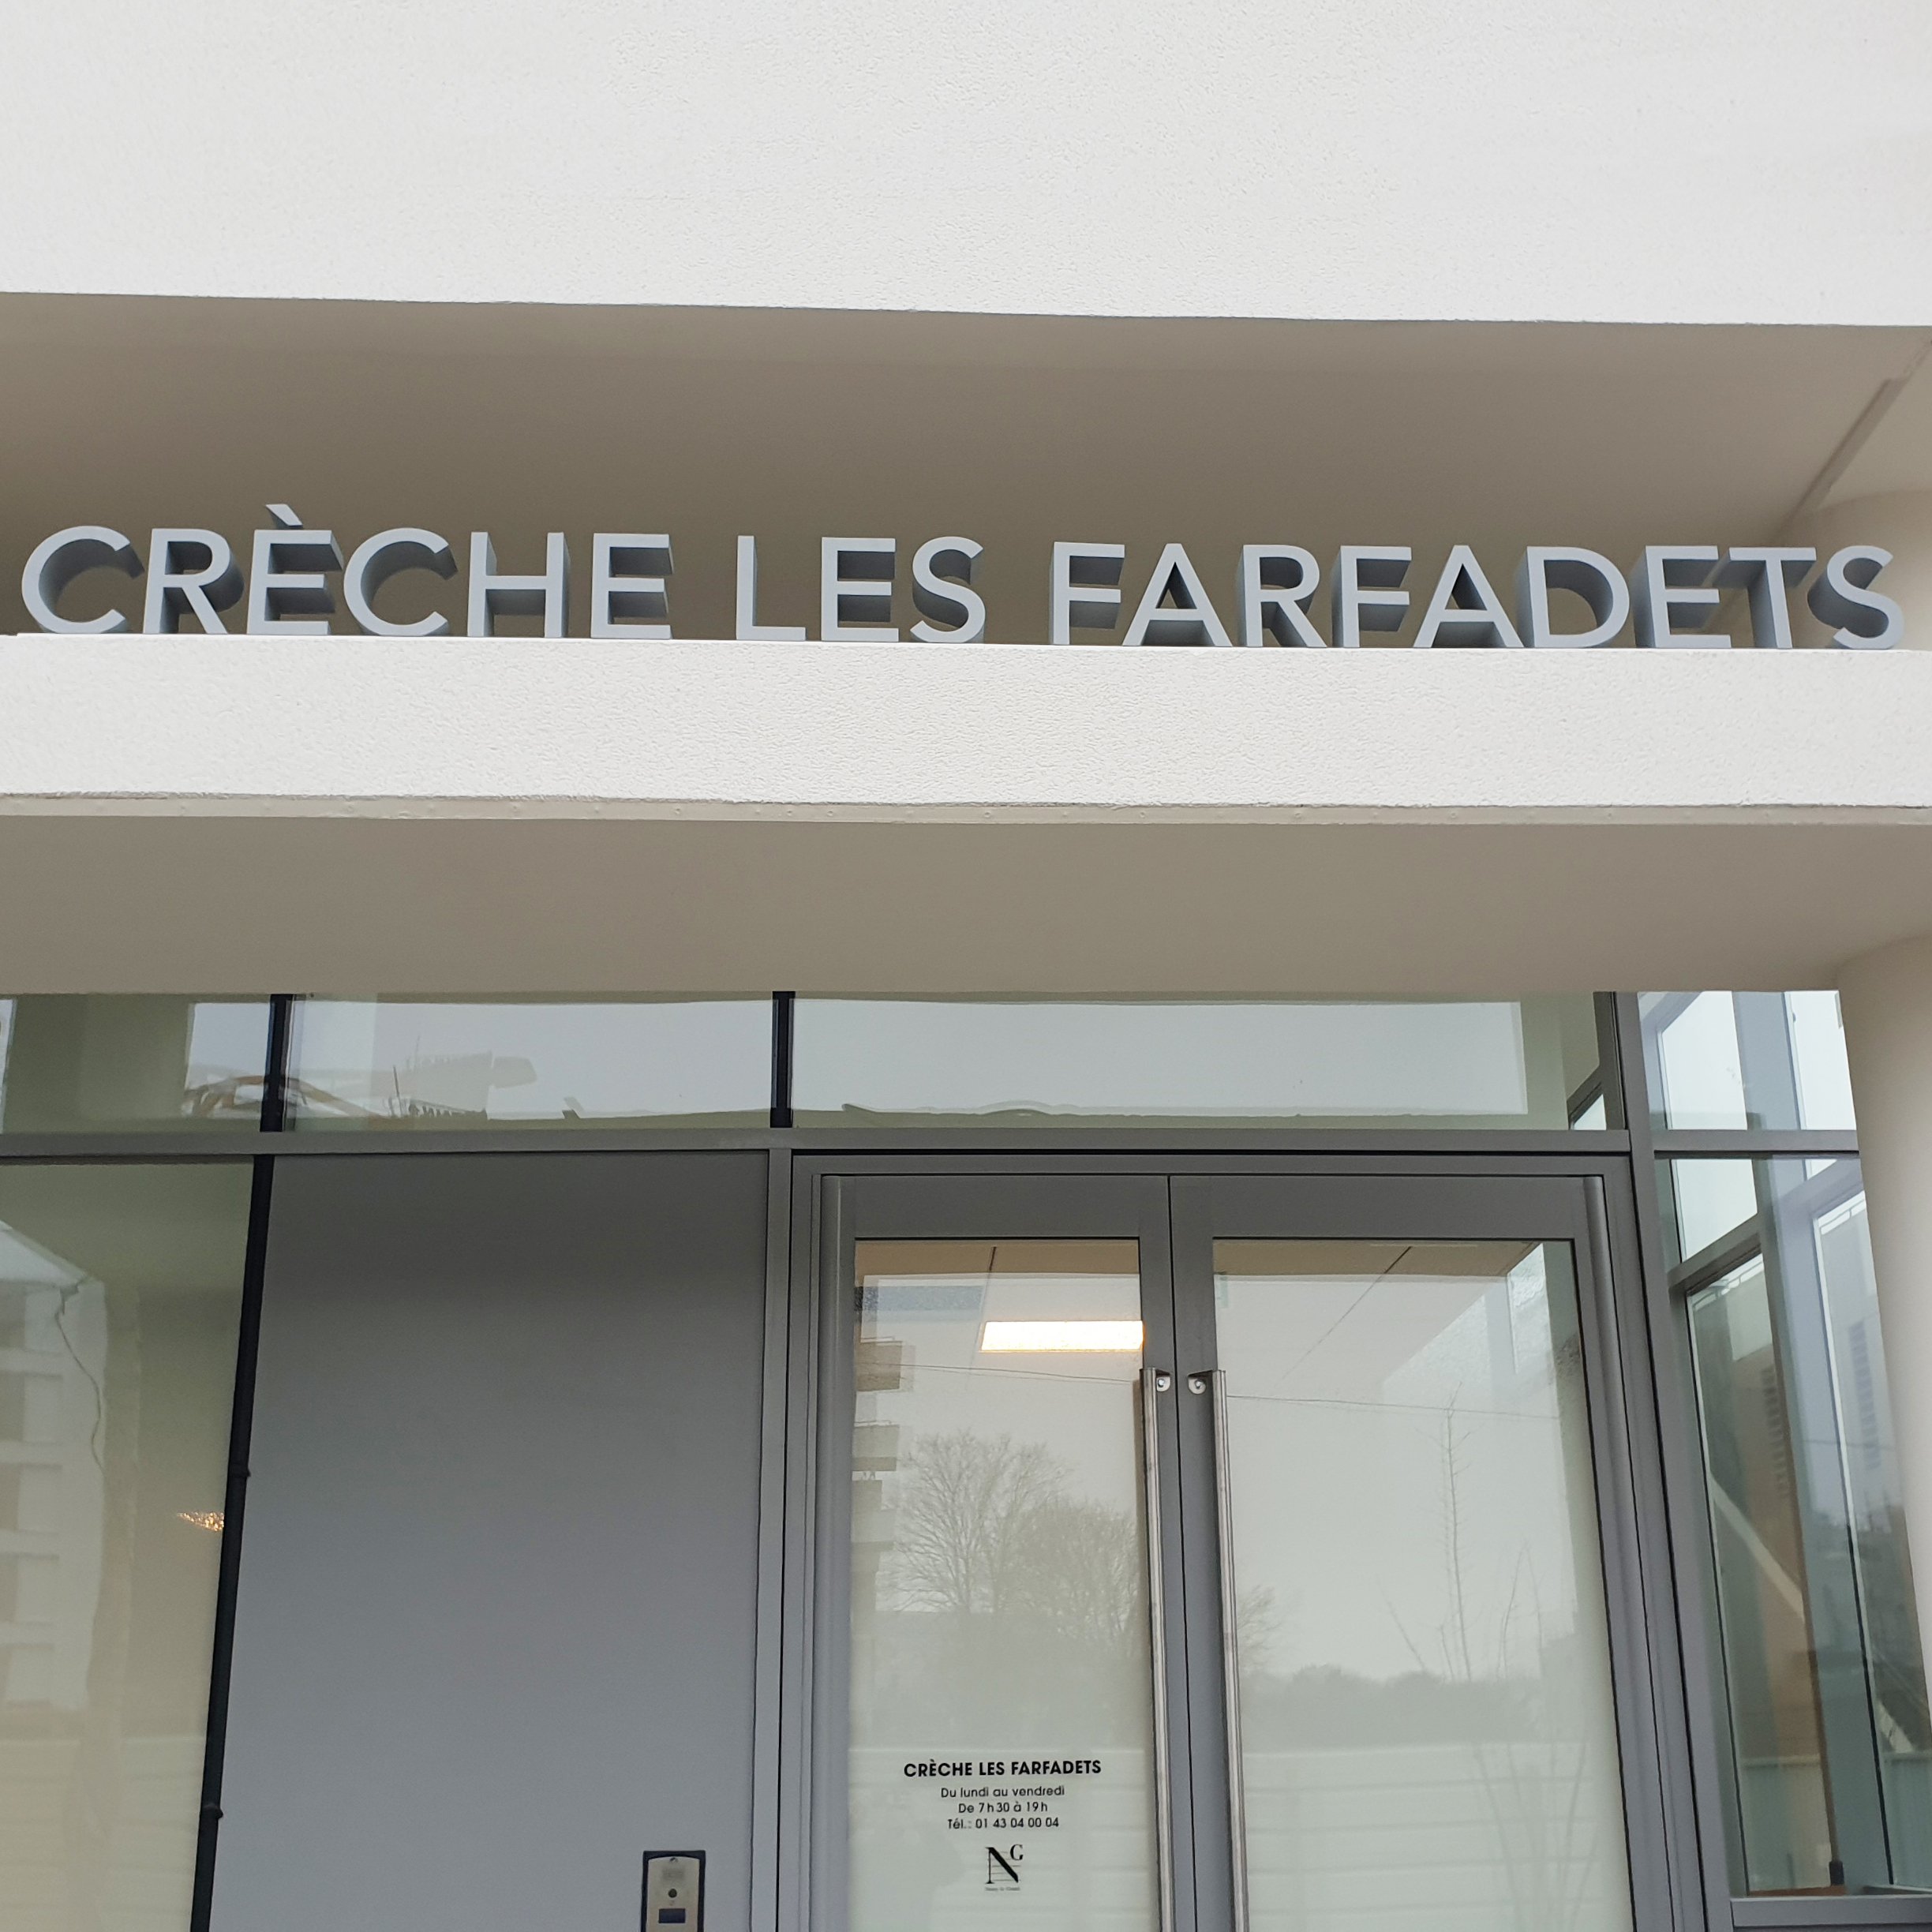 CRÈCHE LES FARFADETS
CRÈCHE LES FARFADETS
Du lundi au vendredi
De 7h30 à 19h
Tél.: 01 43 04 00 04
NG